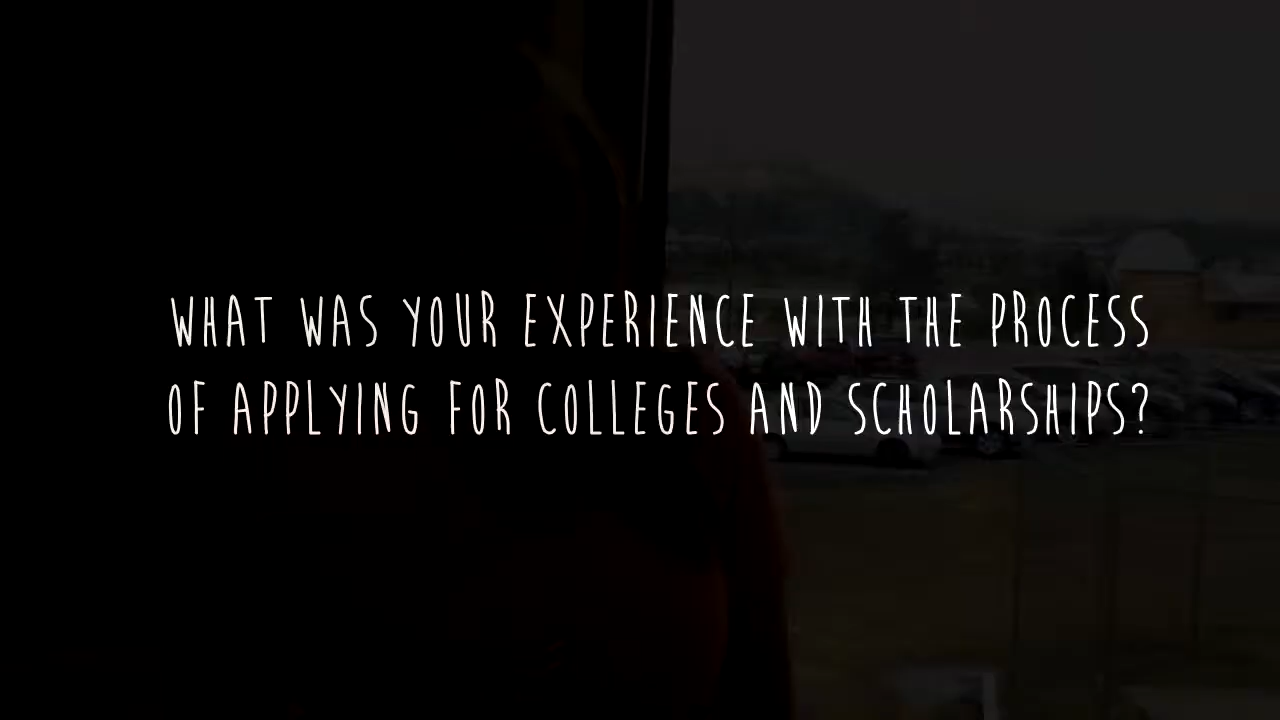 WHAT WAS YOUR EXPERIENCE WITH THE PROCESS
OF APPLYING FOR COLLEGES AND SCHOLARSHIPS?